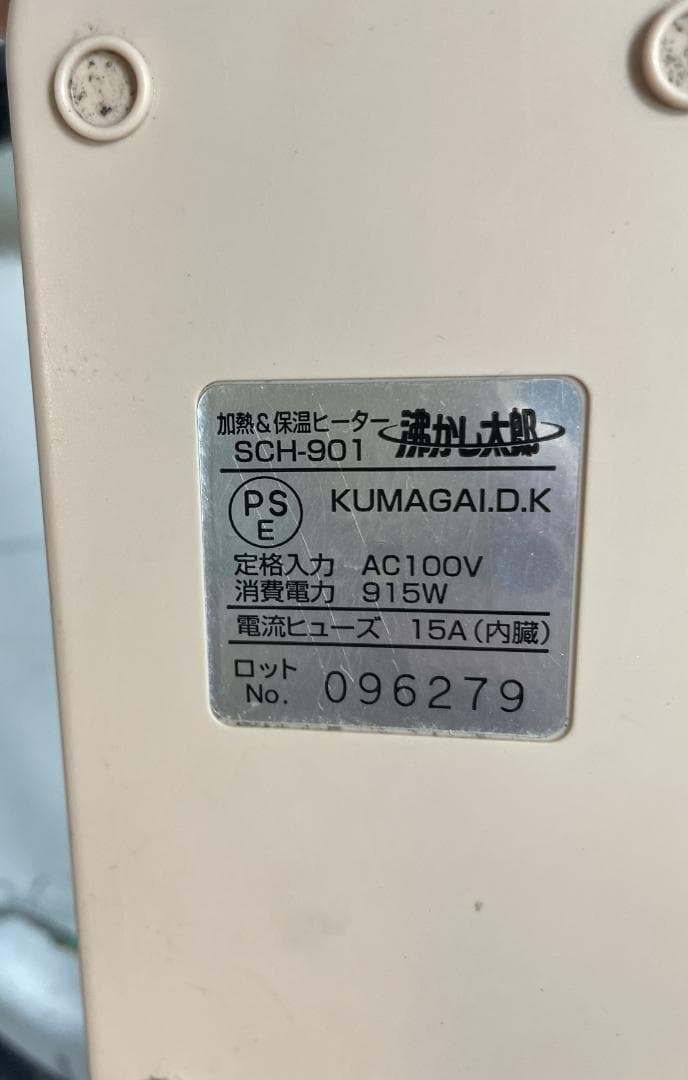 加熱&保温ヒーター 沸かし太郎
SCH-901
PS
E
KUMAGAI.D.K
定格入力 AC100V
消費電力 915W
電流ヒューズ 15A(内臓)
ロット
No. 096279